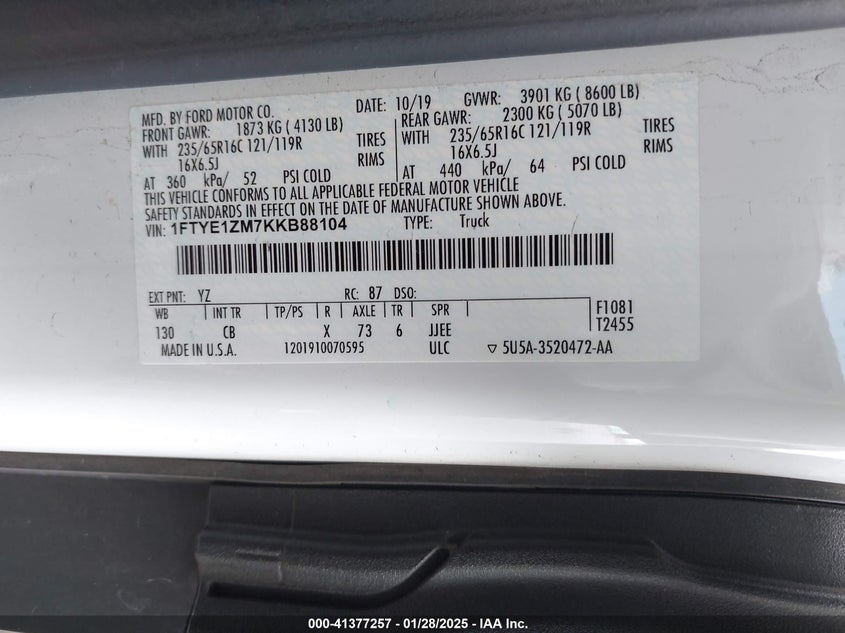 MFD. BY FORD MOTOR CO. DATE: 10/19 GVWR: 3901 KG ( 8600 LB)
FRONT GAWR: 1873 KG ( 4130 LB) REAR GAWR: 2300 KG ( 5070 LB)
WITH 235/65R16C 121/119R TIRES WITH 235/65R16C 121/119R TIRES
16X6.5J RIMS 16X6.5J RIMS
AT 360 kPa/ 52 PSI COLD AT 440 kPa/ 64 PSI COLD
THIS VEHICLE CONFORMS TO ALL APPLICABLE FEDERAL MOTOR VEHICLE
SAFETY STANDARDS IN EFFECT ON THE DATE OF MANUFACTURE SHOWN ABOVE.
VIN: 1FTYE1ZM7KKB88104 TYPE: Truck
EXT PNT: YZ RC: 87 DSO:
WB INT TR TP/PS R AXLE TR SPR F1081
130 CB X 73 6 JJEE T2455
MADE IN U.S.A. 1201910070595 ULC ▽ 5U5A-3520472-AA
000-41377257 - 01/28/2025 - IAA Inc.